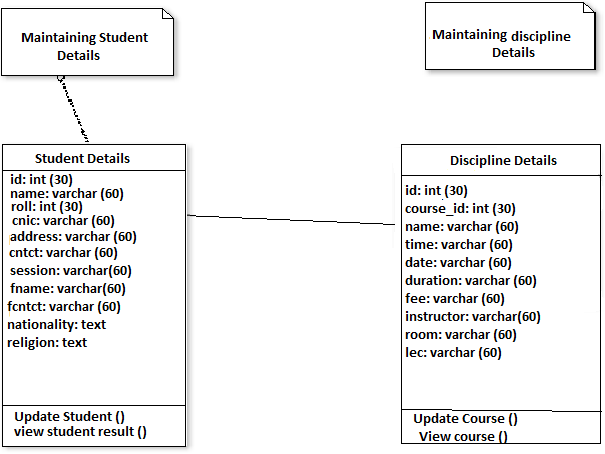 Maintaining Student
Details
Maintaining discipline
Details
Student Details
id: int (30)
name: varchar (60)
roll: int (30)
cnic: varchar (60)
address: varchar (60)
cntct: varchar (60)
session: varchar(60)
fname: varchar(60)
fcntct: varchar (60)
nationality: text
religion: text
Update Student ()
view student result ()
Discipline Details
id: int (30)
course_id: int (30)
name: varchar (60)
time: varchar (60)
date: varchar (60)
duration: varchar (60)
fee: varchar (60)
instructor: varchar(60)
room: varchar (60)
lec: varchar (60)
Update Course ()
View course ()